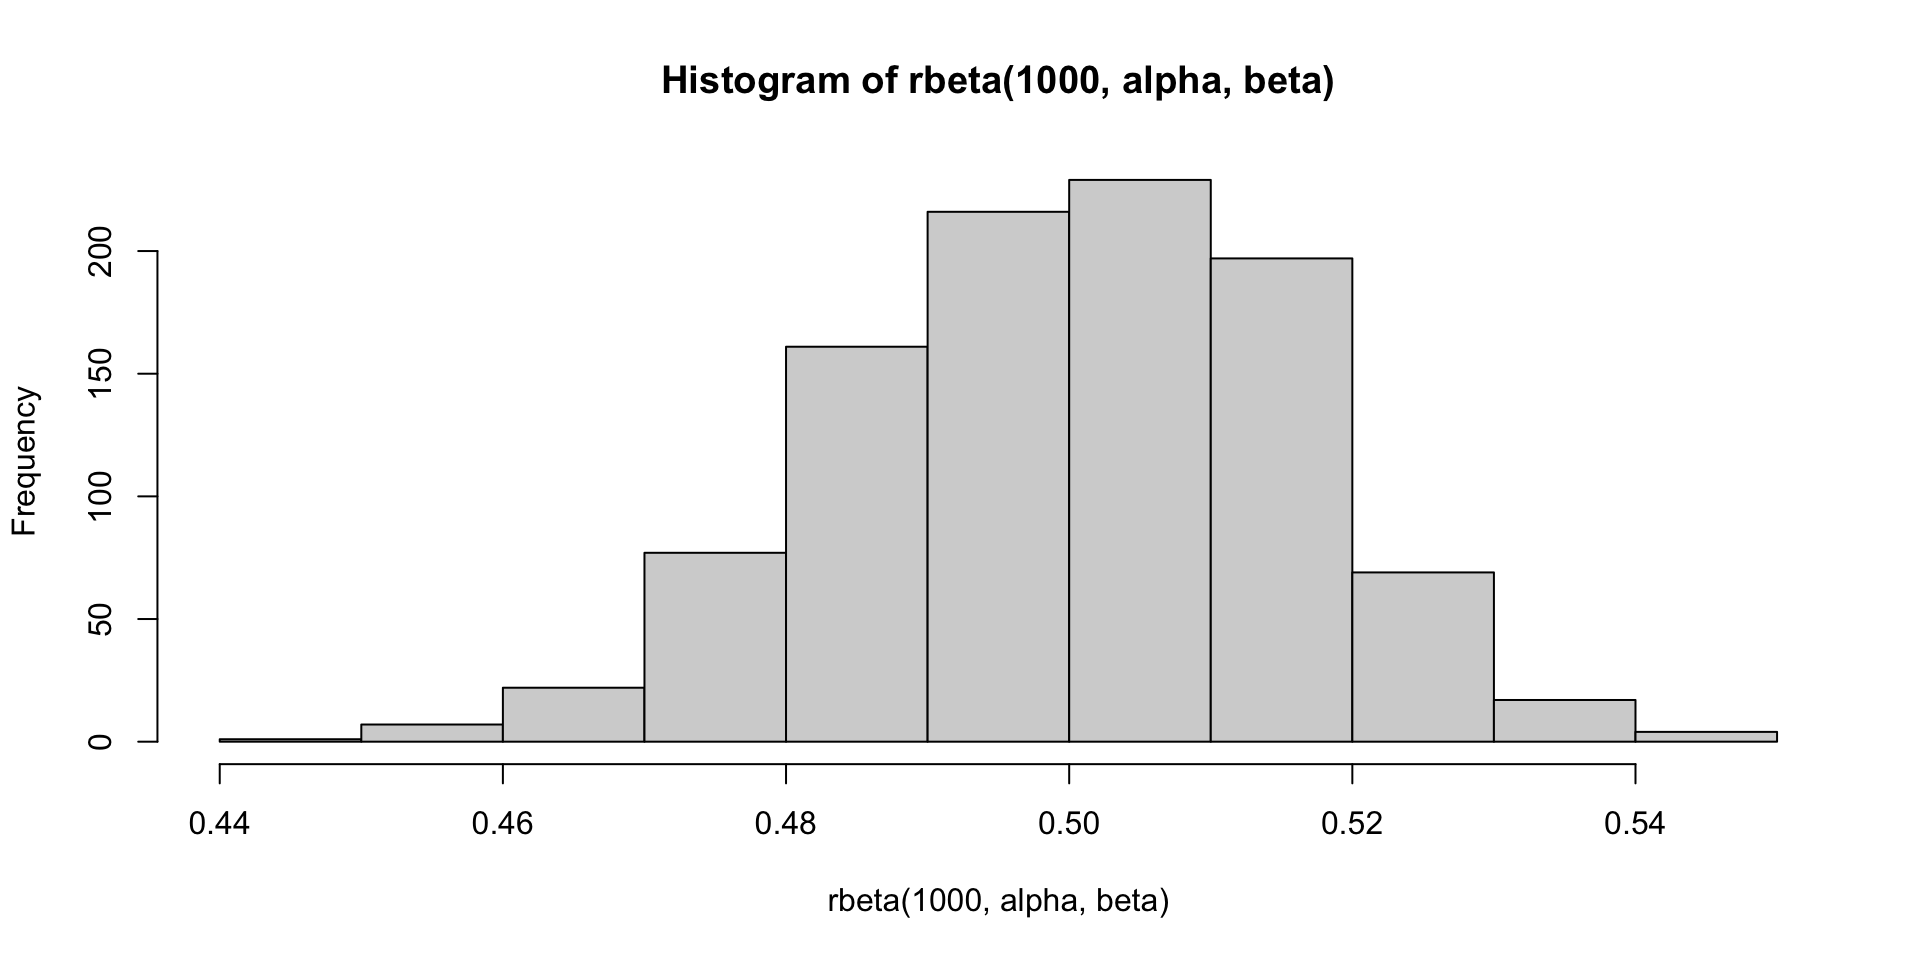 Histogram of rbeta(1000, alpha, beta)
Frequency
200
150
100
50
0
0.44 0.46 0.48 0.50 0.52 0.54
rbeta(1000, alpha, beta)